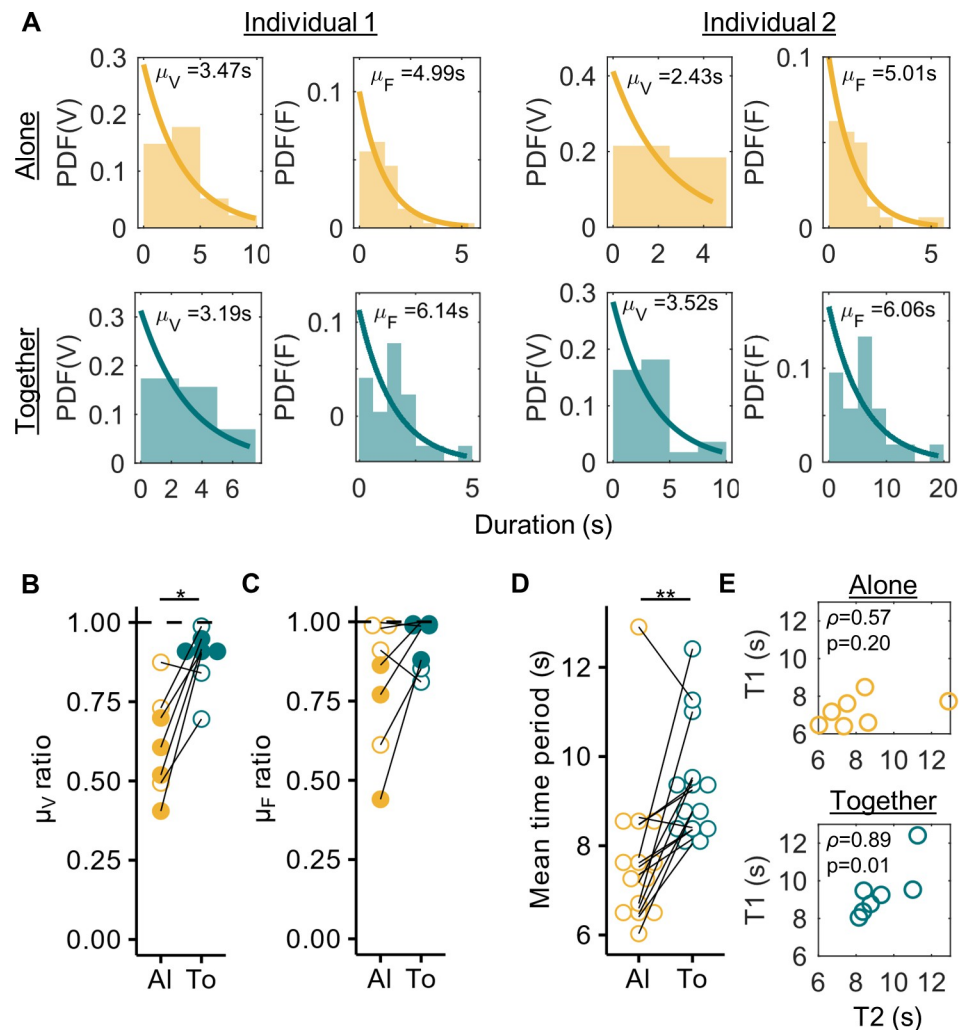 A
Individual 1
Individual 2
Alone
PDF(V)
0.3
0.2
0.1
0
0
5
10
μV =3.47s
PDF(F)
0.1
0
0
5
μF =4.99s
PDF(V)
0.4
0.2
0
0
2
4
μV =2.43s
PDF(F)
0.1
0
0
5
μF =5.01s
Together
PDF(V)
0.3
0.2
0.1
0
0
2
4
6
μV =3.19s
PDF(F)
0.1
0
0
5
μF =6.14s
PDF(V)
0.3
0.2
0.1
0
0
5
10
μV =3.52s
PDF(F)
0.1
0
0
10
20
μF =6.06s
Duration (s)
B
*
μV ratio
1.00
0.75
0.50
0.25
0.00
Al
To
C
μF ratio
1.00
0.75
0.50
0.25
0.00
Al
To
D
**
Mean time period (s)
12
10
8
6
Al
To
E
Alone
ρ=0.57
p=0.20
T1 (s)
12
10
8
6
6
8
10
12
Together
ρ=0.89
p=0.01
T1 (s)
12
10
8
6
6
8
10
12
T2 (s)